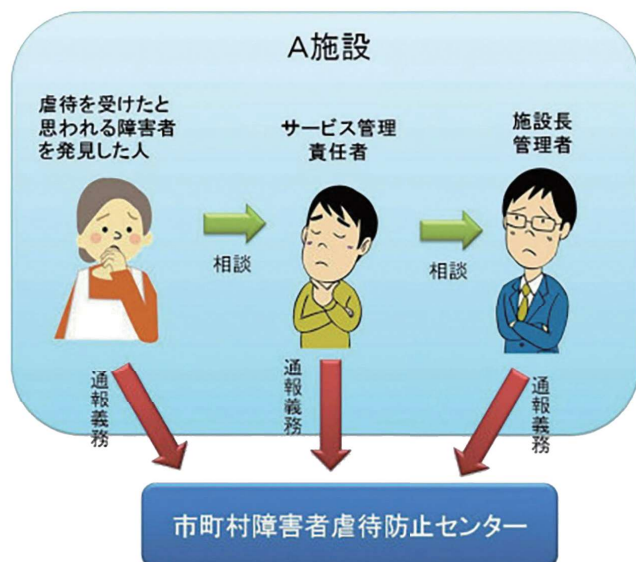 A施設
虐待を受けたと
思われる障害者
を発見した人
サービス管理
責任者
施設長
管理者
相談
相談
通報義務
通報義務
通報義務
市町村障害者虐待防止センター